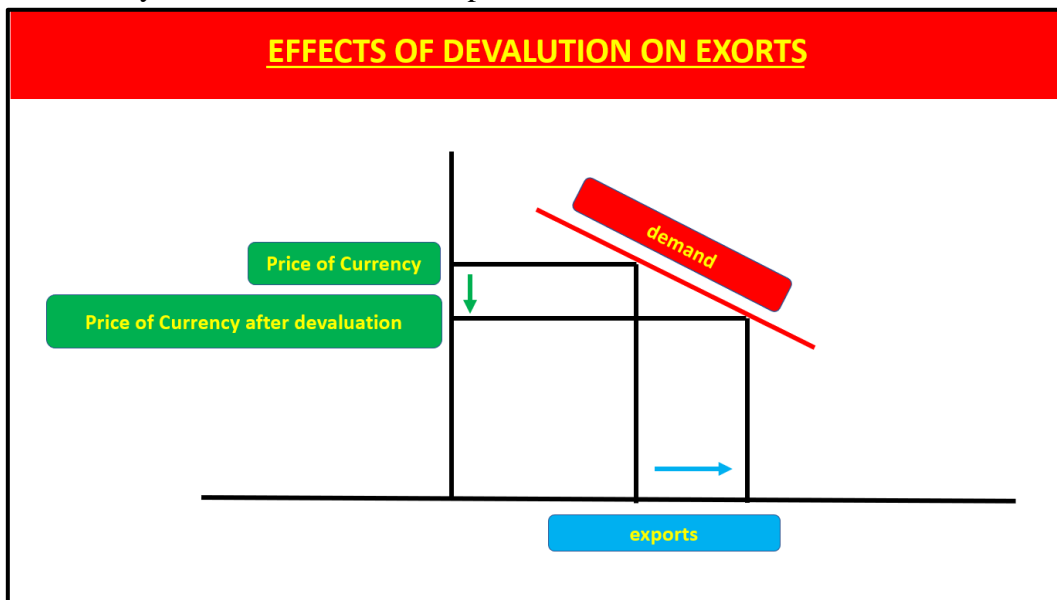 EFFECTS OF DEVALUTION ON EXORTS
demand
Price of Currency
Price of Currency after devaluation
exports